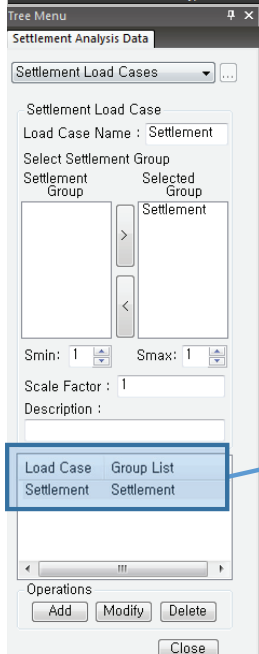 Tree Menu
Settlement Analysis Data
Settlement Load Cases ...
Settlement Load Case
Load Case Name : Settlement
Select Settlement Group
Settlement Group
Selected Group
Settlement
>
<
Smin: 1 Smax: 1
Scale Factor : 1
Description :
Load Case Group List
Settlement Settlement
Operations
Add Modify Delete
Close